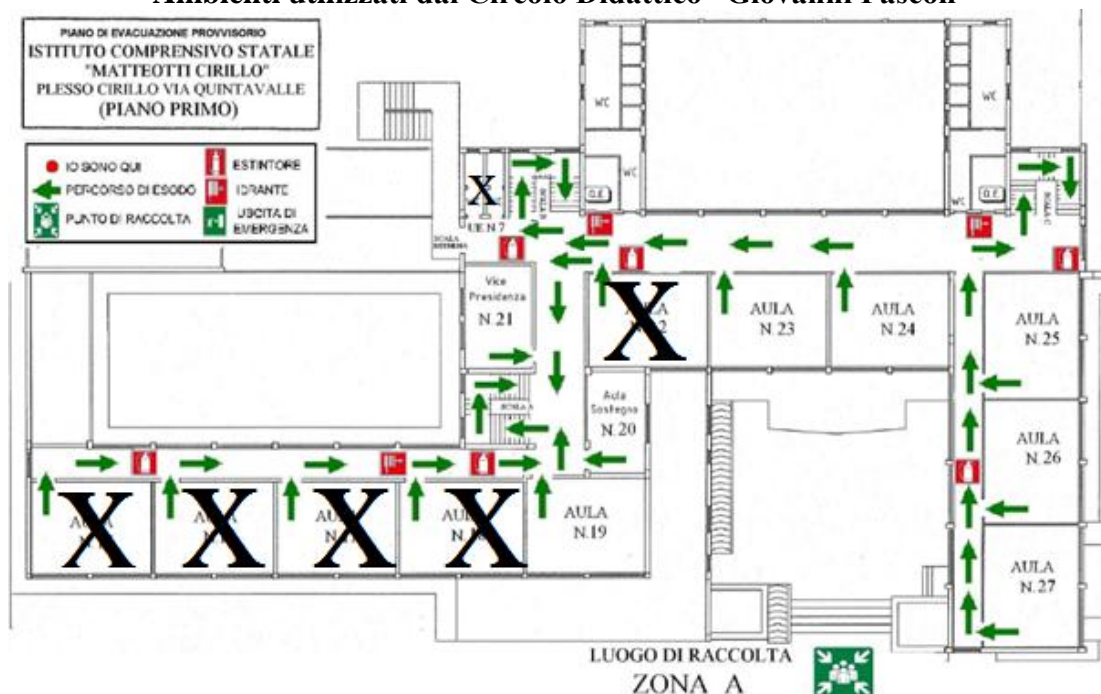 Ambienti utilizzati dal Circolo Didattico "Giovanni Pascoli"
PIANO DI EVACUAZIONE PROVVISORIO
ISTITUTO COMPRENSIVO STATALE
"MATTEOTTI CIRILLO"
PLESSO CIRILLO VIA QUINTAVALLE
(PIANO PRIMO)
IO SONO QUI
ESTINTORE
PERCORSO DI ESODO
IDRANTE
PUNTO DI RACCOLTA
USCITA DI
EMERGENZA
WC
WC
WC
WC
O.E.
O.E.
X
N 7
SCALA
Vice
Presidenza
N.21
X
AULA
AULA
N.23
AULA
N.24
AULA
N.25
SCALA A
Aula
Sostegno
N.20
AULA
N.26
X
X
X
X
AULA
N.19
AULA
N.27
LUOGO DI RACCOLTA
ZONA A